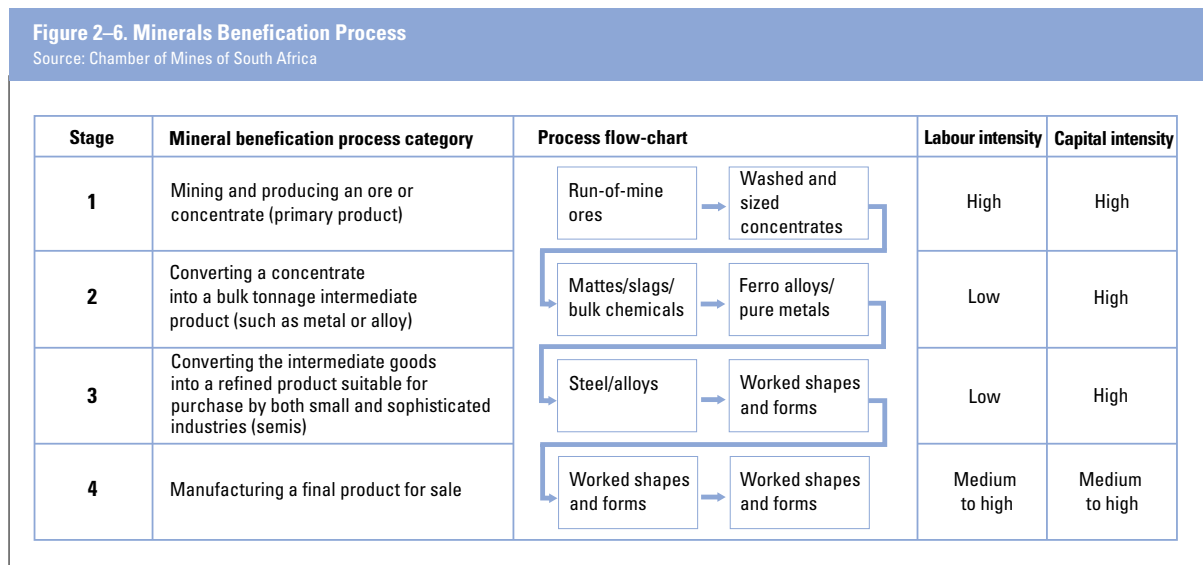 Figure 2–6. Minerals Benefication Process
Source: Chamber of Mines of South Africa
Stage
Mineral benefication process category
Process flow-chart
Labour intensity
Capital intensity
1
Mining and producing an ore or
concentrate (primary product)
Run-of-mine
ores
Washed and
sized
concentrates
High
High
2
Converting a concentrate
into a bulk tonnage intermediate
product (such as metal or alloy)
Mattes/slags/
bulk chemicals
Ferro alloys/
pure metals
Low
High
3
Converting the intermediate goods
into a refined product suitable for
purchase by both small and sophisticated
industries (semis)
Steel/alloys
Worked shapes
and forms
Low
High
4
Manufacturing a final product for sale
Worked shapes
and forms
Worked shapes
and forms
Medium
to high
Medium
to high